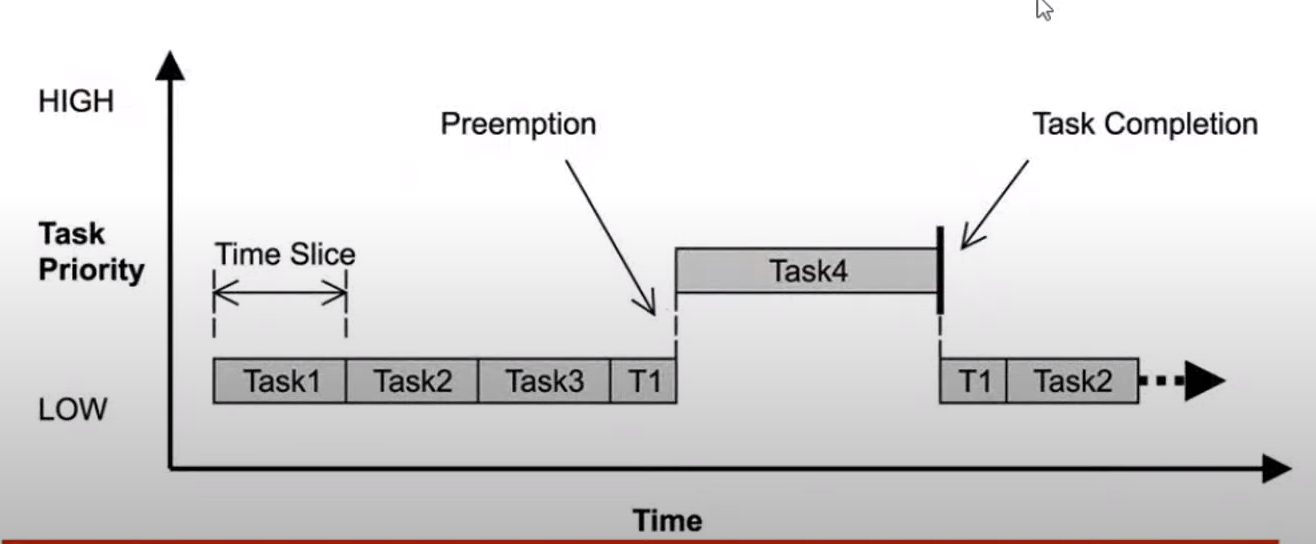 HIGH
Preemption
Task Completion
Task
Priority
Time Slice
Task4
Task1
Task2
Task3
T1
T1
Task2
LOW
Time